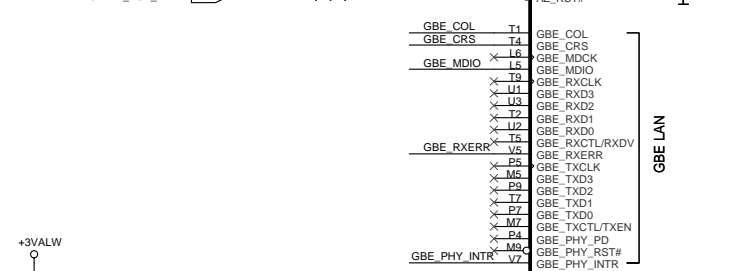 GBE_COL T1 GBE_COL
GBE_CRS T4 GBE_CRS
L6 GBE_MDCK
GBE_MDIO L5 GBE_MDIO
T9 GBE_RXCLK
U1 GBE_RXD3
U3 GBE_RXD2
T2 GBE_RXD1
U2 GBE_RXD0
T5 GBE_RXCTL/RXDV
GBE_RXERR V5 GBE_RXERR
P5 GBE_TXCLK
M5 GBE_TXD3
P9 GBE_TXD2
T7 GBE_TXD1
P7 GBE_TXD0
M7 GBE_TXCTL/TXEN
P4 GBE_PHY_PD
M9 GBE_PHY_RST#
GBE_PHY_INTR V7 GBE_PHY_INTR
GBE LAN
+3VALW